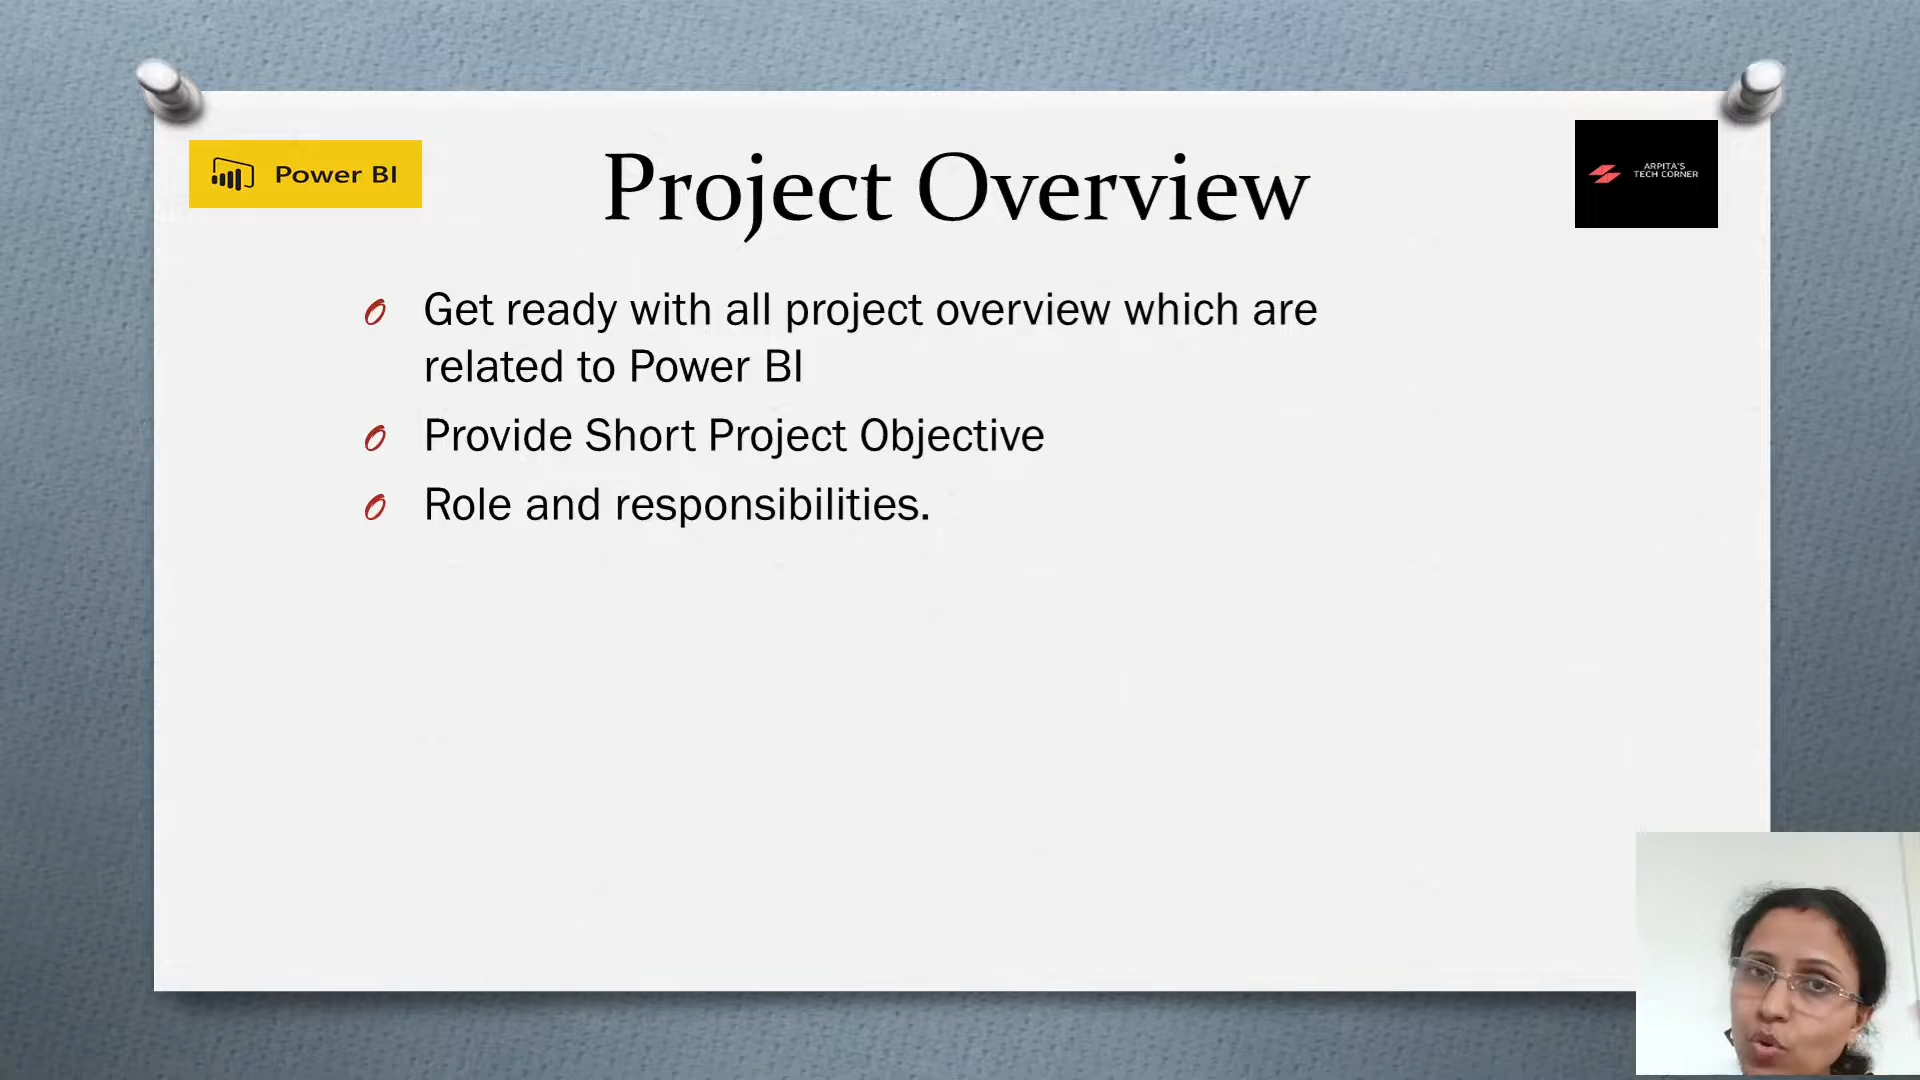 Power BI
Project Overview
ARPITA'S
TECH CORNER
Get ready with all project overview which are
related to Power BI
Provide Short Project Objective
Role and responsibilities.